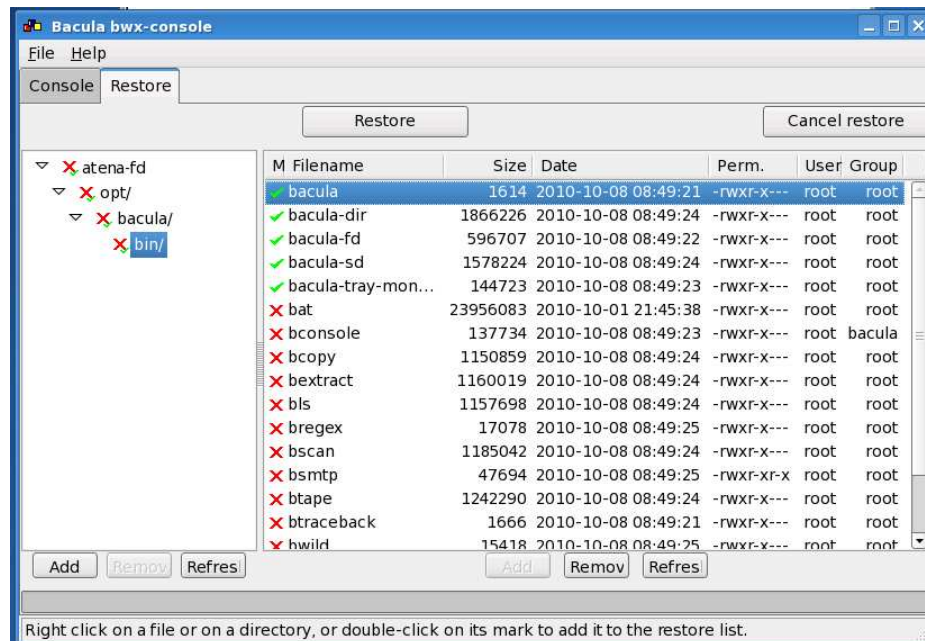 Bacula bwx-console
File Help
Console Restore
Restore Cancel restore
atena-fd
opt/
bacula/
bin/
M Filename Size Date Perm. User Group
bacula 1614 2010-10-08 08:49:21 -rwxr-x--- root root
bacula-dir 1866226 2010-10-08 08:49:24 -rwxr-x--- root root
bacula-fd 596707 2010-10-08 08:49:22 -rwxr-x--- root root
bacula-sd 1578224 2010-10-08 08:49:24 -rwxr-x--- root root
bacula-tray-mon... 144723 2010-10-08 08:49:23 -rwxr-x--- root root
bat 23956083 2010-10-01 21:45:38 -rwxr-x--- root root
bconsole 137734 2010-10-08 08:49:23 -rwxr-x--- root bacula
bcopy 1150859 2010-10-08 08:49:24 -rwxr-x--- root root
bextract 1160019 2010-10-08 08:49:24 -rwxr-x--- root root
bls 1157698 2010-10-08 08:49:24 -rwxr-x--- root root
bregex 17078 2010-10-08 08:49:25 -rwxr-x--- root root
bscan 1185042 2010-10-08 08:49:24 -rwxr-x--- root root
bsmtp 47694 2010-10-08 08:49:25 -rwxr-xr-x root root
btape 1242290 2010-10-08 08:49:24 -rwxr-x--- root root
btraceback 1666 2010-10-08 08:49:21 -rwxr-x--- root root
bwild 15418 2010-10-08 08:49:25 -rwxr-x--- root root
Add Remov Refres Add Remov Refres
Right click on a file or on a directory, or double-click on its mark to add it to the restore list.